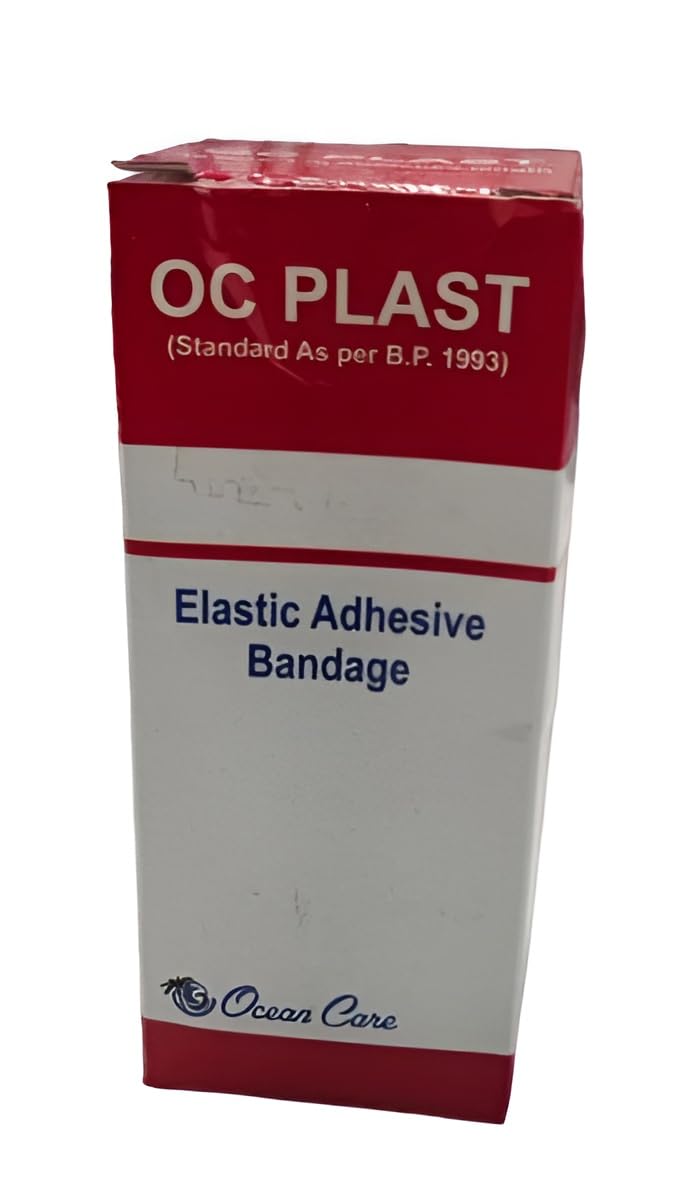 OC PLAST
(Standard As per B.P. 1993)
Elastic Adhesive
Bandage
Ocean Care